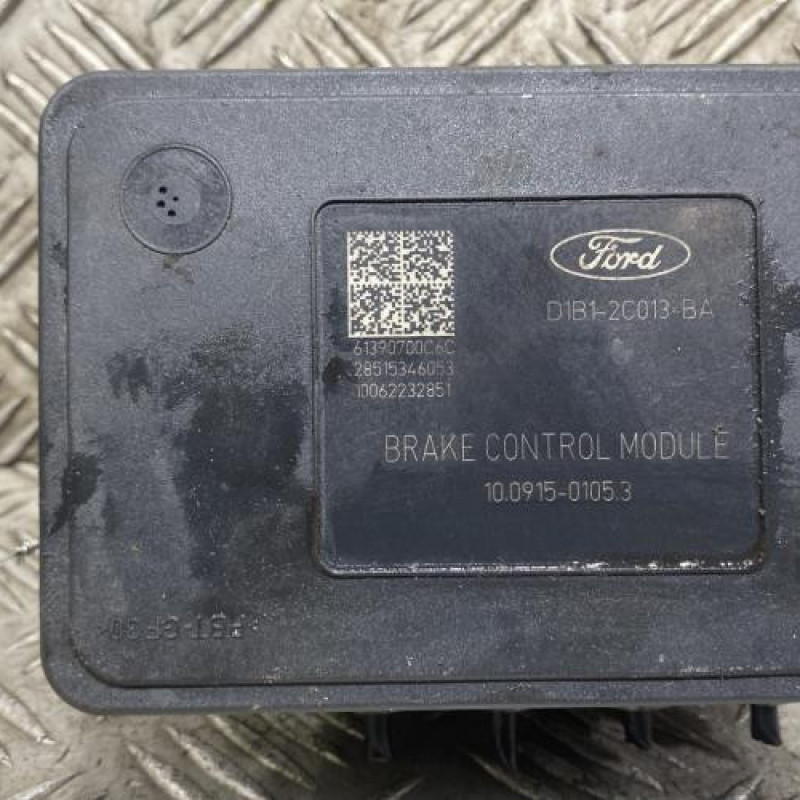 Ford
D1B1-2C013-BA
61390700C6C
28515346053
10062232851
BRAKE CONTROL MODULE
10.0915-0105.3